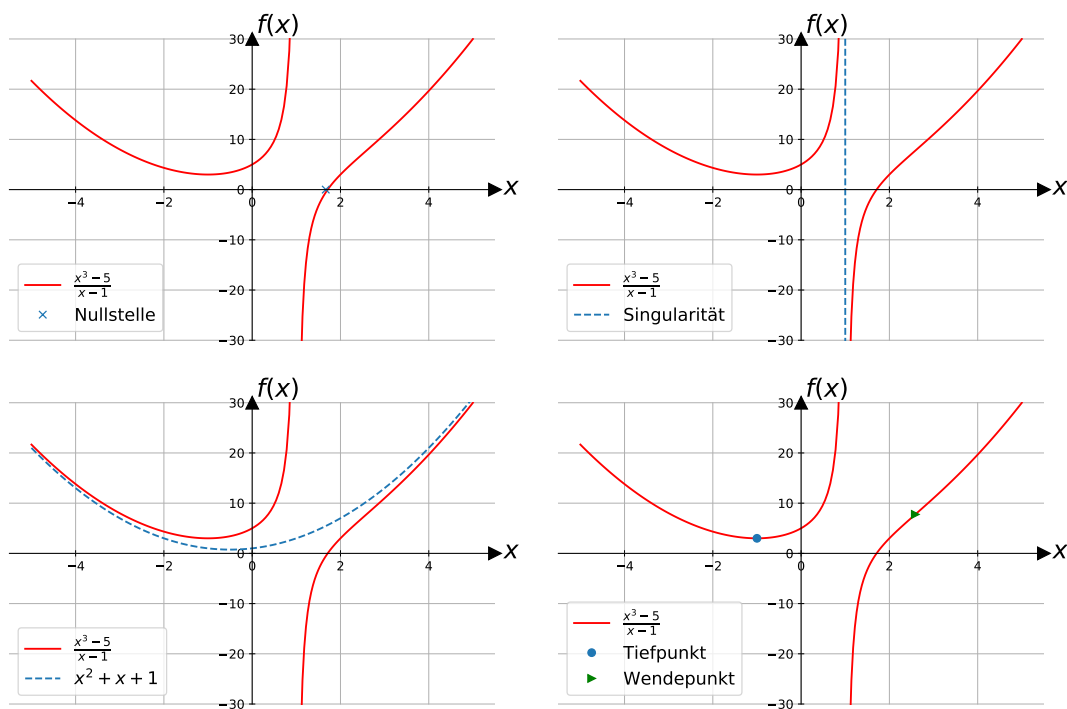 f(x)
30
20
10
0
−10
−20
−30
−4 −2 0 2 4
x
x³ − 5
x − 1
Nullstelle
f(x)
30
20
10
0
−10
−20
−30
−4 −2 0 2 4
x
x³ − 5
x − 1
Singularität
f(x)
30
20
10
0
−10
−20
−30
−4 −2 0 2 4
x
x³ − 5
x − 1
x² + x + 1
f(x)
30
20
10
0
−10
−20
−30
−4 −2 0 2 4
x
x³ − 5
x − 1
Tiefpunkt
Wendepunkt